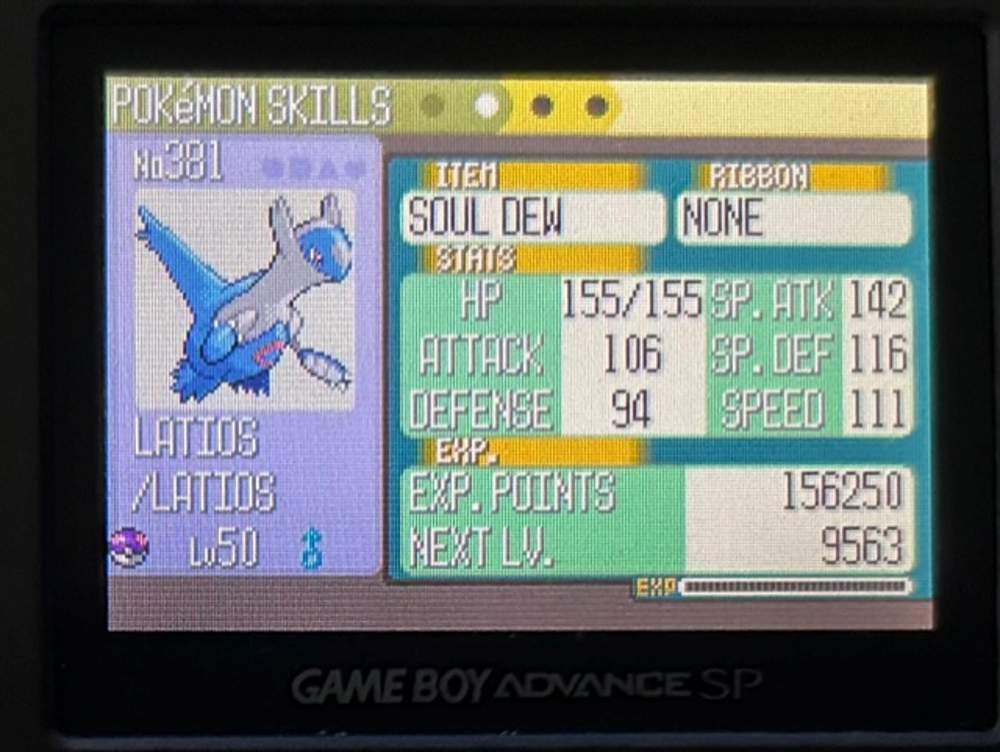 POKéMON SKILLS
No381
ITEM RIBBON
SOUL DEW NONE
STATS
HP 155/155 SP. ATK 142
ATTACK 106 SP. DEF 116
DEFENSE 94 SPEED 111
LATIOS
/LATIOS
Lv50 ♂
EXP.
EXP. POINTS 156250
NEXT LV. 9563
EXP
GAME BOY ADVANCE SP